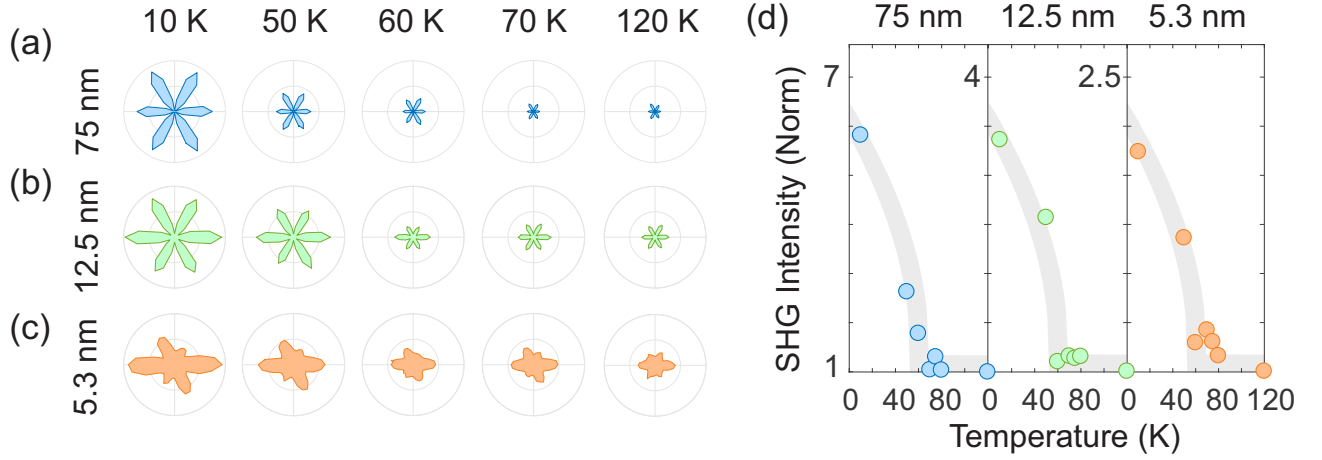 (a)
10 K 50 K 60 K 70 K 120 K
75 nm
(b)
12.5 nm
(c)
5.3 nm
(d)
75 nm 12.5 nm 5.3 nm
SHG Intensity (Norm)
7 4 2.5
1
0 40 80 0 40 80 0 40 80 120
Temperature (K)